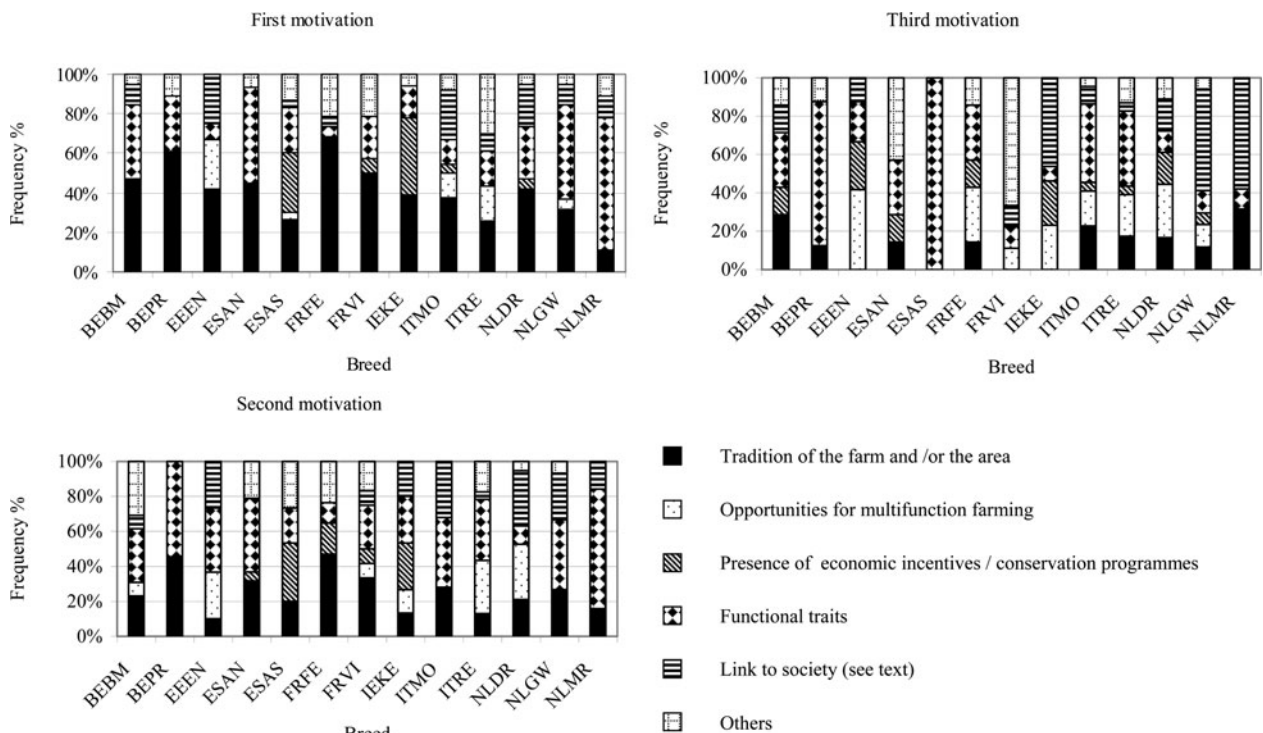 First motivation
100%
80%
60%
40%
20%
0%
Frequency %
BEBM
BEPR
EEEN
ESAN
ESAS
FRFE
FRVI
IEKE
ITMO
ITRE
NLDR
NLGW
NLMR
Breed
Third motivation
100%
80%
60%
40%
20%
0%
Frequency %
BEBM
BEPR
EEEN
ESAN
ESAS
FRFE
FRVI
IEKE
ITMO
ITRE
NLDR
NLGW
NLMR
Breed
Second motivation
100%
80%
60%
40%
20%
0%
Frequency %
BEBM
BEPR
EEEN
ESAN
ESAS
FRFE
FRVI
IEKE
ITMO
ITRE
NLDR
NLGW
NLMR
Breed
Tradition of the farm and /or the area
Opportunities for multifunction farming
Presence of economic incentives / conservation programmes
Functional traits
Link to society (see text)
Others